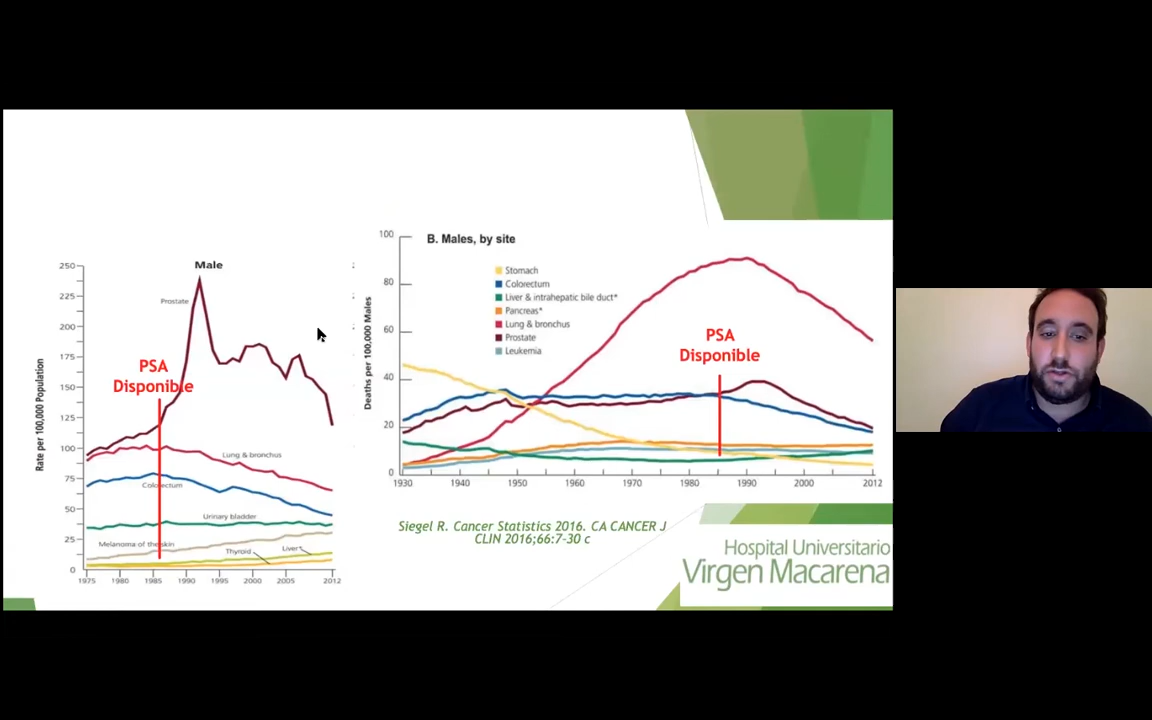 Male
250
225
200
175
150
125
100
75
50
25
0
Rate per 100,000 Population
Prostate
PSA
Disponible
Lung & bronchus
Colorectum
Urinary bladder
Melanoma of the skin
Thyroid
Liver*
1975 1980 1985 1990 1995 2000 2005 2012
B. Males, by site
100
80
60
40
20
0
Deaths per 100,000 Males
Stomach
Colorectum
Liver & intrahepatic bile duct*
Pancreas*
Lung & bronchus
Prostate
Leukemia
PSA
Disponible
1930 1940 1950 1960 1970 1980 1990 2000 2012
Siegel R. Cancer Statistics 2016. CA CANCER J
CLIN 2016;66:7-30 c
Hospital Universitario
Virgen Macarena